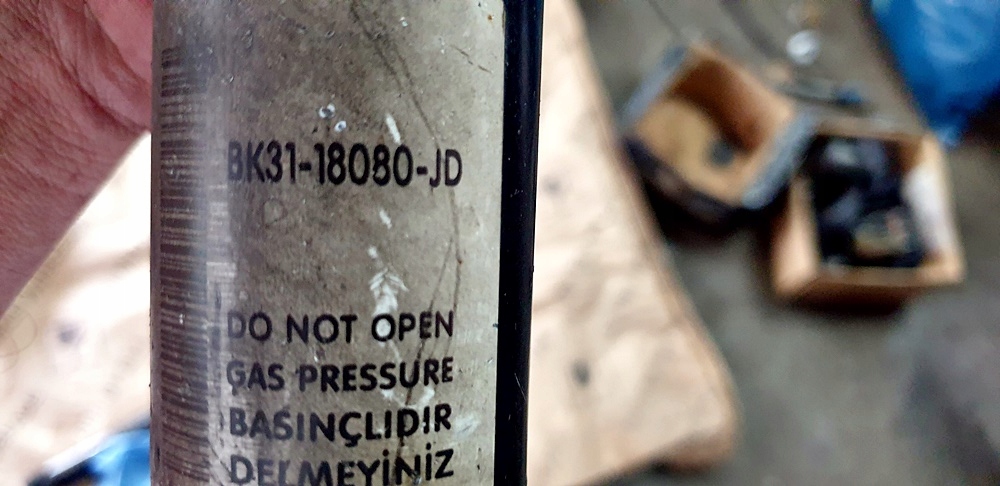 BK31-18080-JD
DO NOT OPEN
GAS PRESSURE
BASINÇLIDIR
DELMEYİNİZ